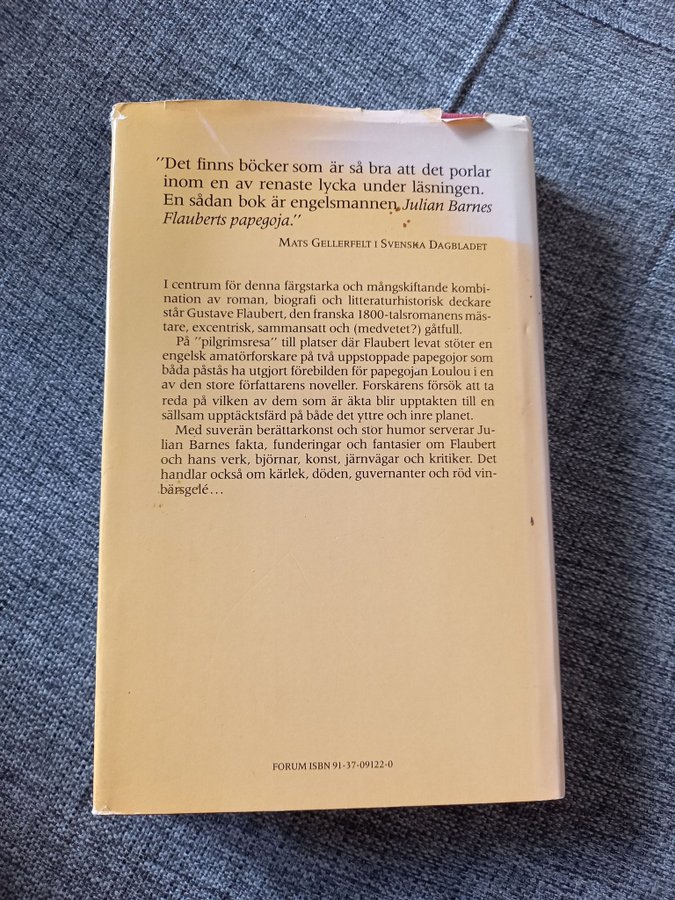 "Det finns böcker som är så bra att det porlar
inom en av renaste lycka under läsningen.
En sådan bok är engelsmannen Julian Barnes
Flauberts papegoja."
MATS GELLERFELT I SVENSKA DAGBLADET
I centrum för denna färgstarka och mångskiftande kombi-
nation av roman, biografi och litteraturhistorisk deckare
står Gustave Flaubert, den franska 1800-talsromanens mäs-
tare, excentrisk, sammansatt och (medvetet?) gåtfull.
På "pilgrimsresa" till platser där Flaubert levat stöter en
engelsk amatörforskare på två uppstoppade papegojor som
båda påstås ha utgjort förebilden för papegojan Loulou i en
av den store författarens noveller. Forskarens försök att ta
reda på vilken av dem som är äkta blir upptakten till en
sällsam upptäcktsfärd på både det yttre och inre planet.
Med suverän berättarkonst och stor humor serverar Ju-
lian Barnes fakta, funderingar och fantasier om Flaubert
och hans verk, björnar, konst, järnvägar och kritiker. Det
handlar också om kärlek, döden, guvernanter och röd vin-
bärsgelé...
FORUM ISBN 91-37-09122-0